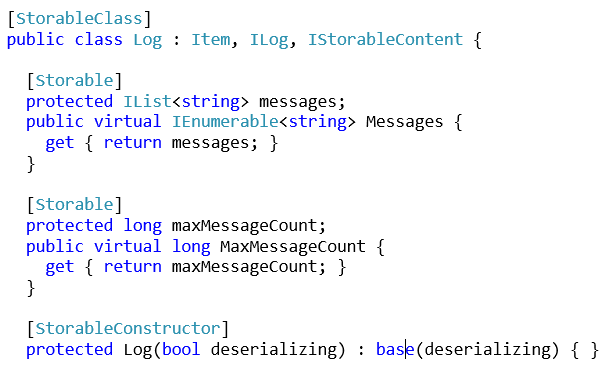 [StorableClass]
public class Log : Item, ILog, IStorableContent {
[Storable]
protected IList<string> messages;
public virtual IEnumerable<string> Messages {
get { return messages; }
}
[Storable]
protected long maxMessageCount;
public virtual long MaxMessageCount {
get { return maxMessageCount; }
}
[StorableConstructor]
protected Log(bool deserializing) : base(deserializing) { }